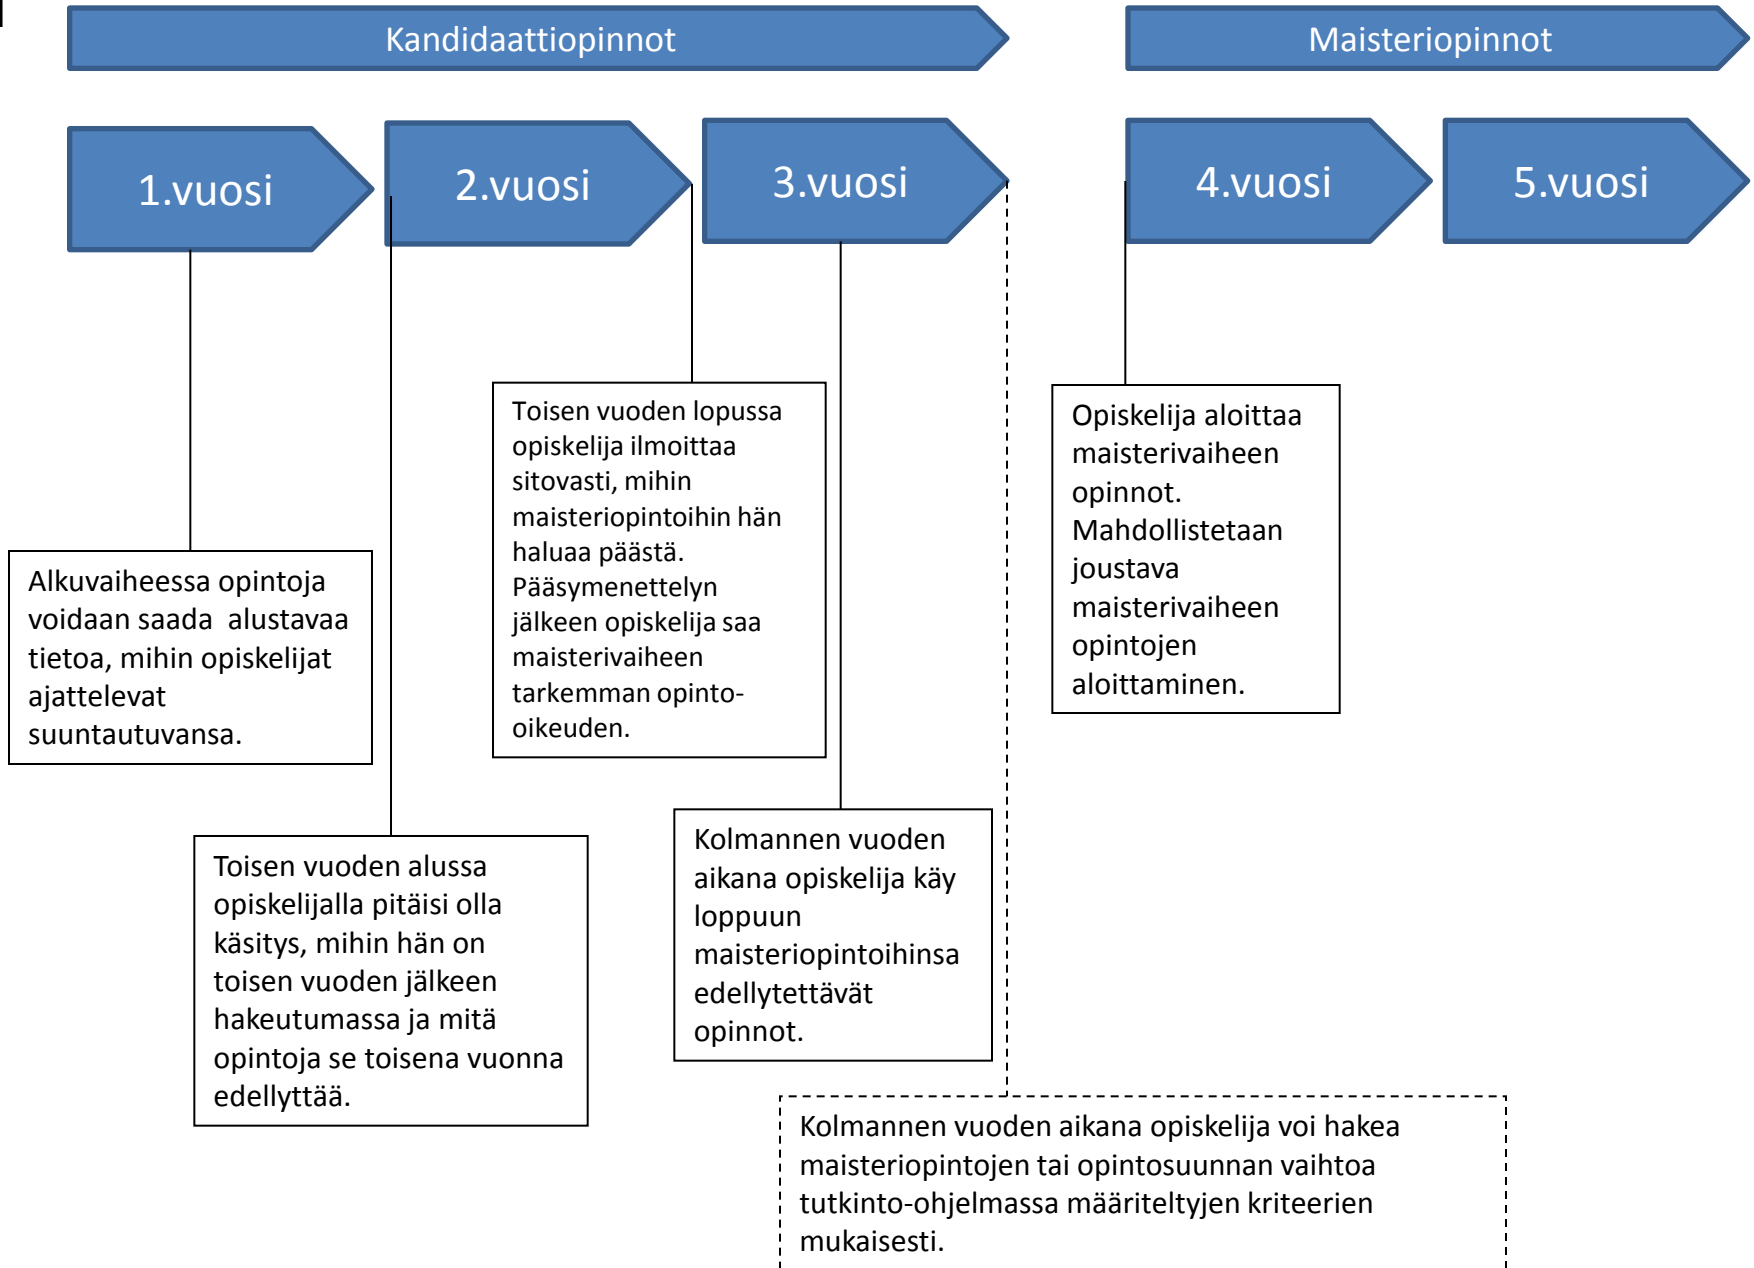 Kandidaattiopinnot
Maisteriopinnot
1.vuosi
2.vuosi
3.vuosi
4.vuosi
5.vuosi
Alkuvaiheessa opintoja
voidaan saada  alustavaa
tietoa, mihin opiskelijat
ajattelevat
suuntautuvansa.
Toisen vuoden alussa
opiskelijalla pitäisi olla
käsitys, mihin hän on
toisen vuoden jälkeen
hakeutumassa ja mitä
opintoja se toisena vuonna
edellyttää.
Toisen vuoden lopussa
opiskelija ilmoittaa
sitovasti, mihin
maisteriopintoihin hän
haluaa päästä.
Pääsymenettelyn
jälkeen opiskelija saa
maisterivaiheen
tarkemman opinto-
oikeuden.
Kolmannen vuoden
aikana opiskelija käy
loppuun
maisteriopintoihinsa
edellytettävät
opinnot.
Kolmannen vuoden aikana opiskelija voi hakea
maisteriopintojen tai opintosuunnan vaihtoa
tutkinto-ohjelmassa määriteltyjen kriteerien
mukaisesti.
Opiskelija aloittaa
maisterivaiheen
opinnot.
Mahdollistetaan
joustava
maisterivaiheen
opintojen
aloittaminen.